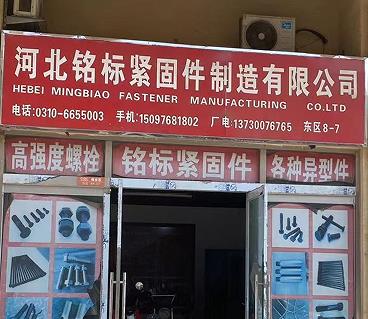 河北铭标紧固件制造有限公司
HEBEI MINGBIAO FASTENER MANUFACTURING CO.LTD
电话:0310-6655003 手机:15097681802 厂电:13730076765 东区8-7
高强度螺栓 铭标紧固件 各种异型件